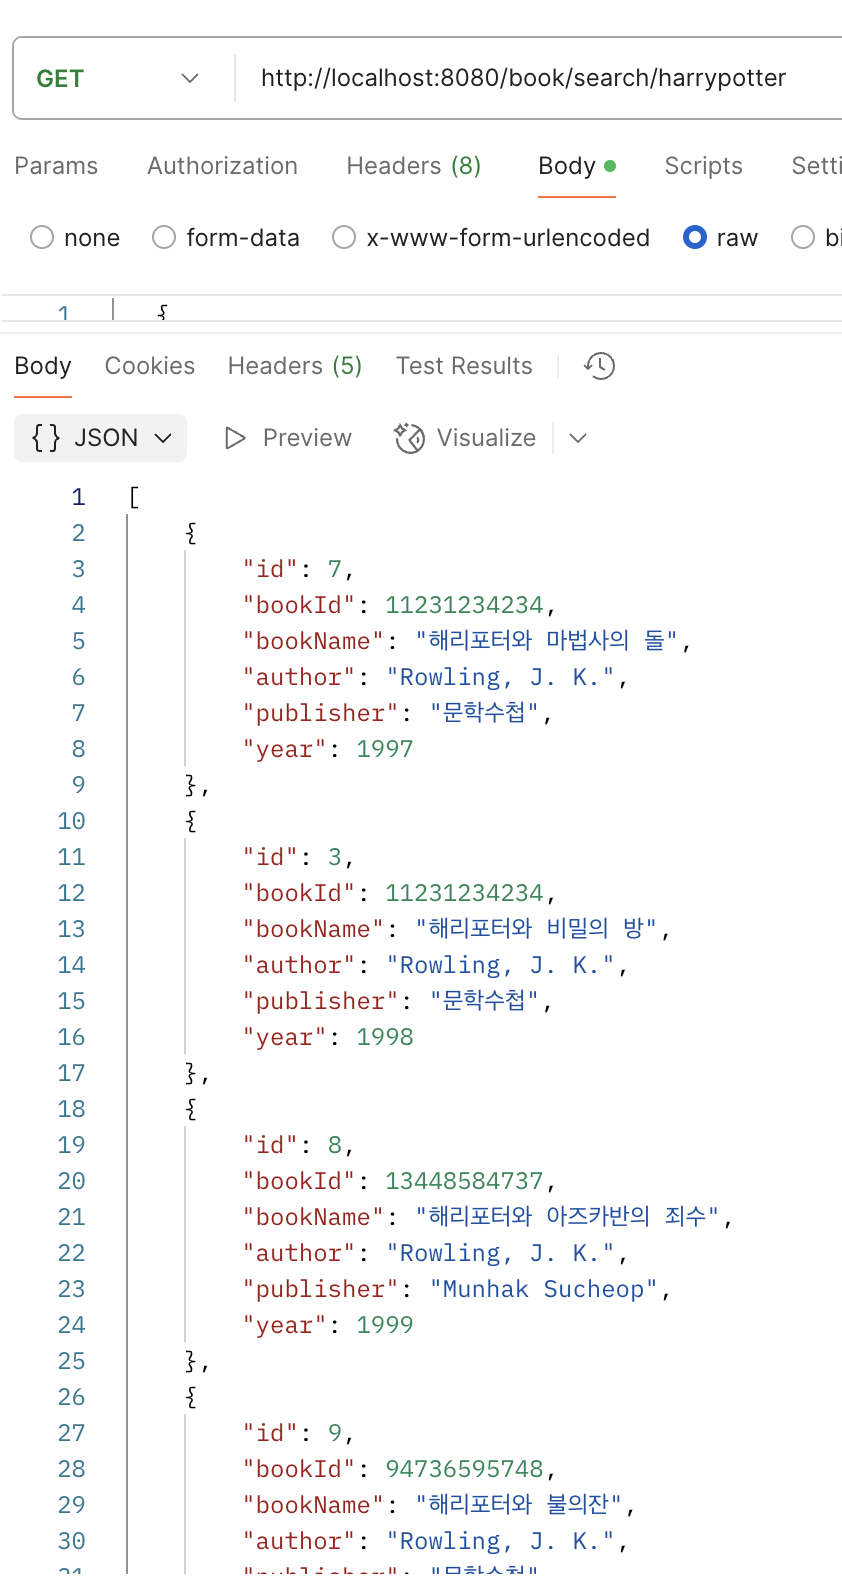 GET http://localhost:8080/book/search/harrypotter
Params Authorization Headers (8) Body Scripts
none form-data x-www-form-urlencoded raw
1 {
Body Cookies Headers (5) Test Results
{} JSON Preview Visualize
1 [
2 {
3 "id": 7,
4 "bookId": 11231234234,
5 "bookName": "해리포터와 마법사의 돌",
6 "author": "Rowling, J. K.",
7 "publisher": "문학수첩",
8 "year": 1997
9 },
10 {
11 "id": 3,
12 "bookId": 11231234234,
13 "bookName": "해리포터와 비밀의 방",
14 "author": "Rowling, J. K.",
15 "publisher": "문학수첩",
16 "year": 1998
17 },
18 {
19 "id": 8,
20 "bookId": 13448584737,
21 "bookName": "해리포터와 아즈카반의 죄수",
22 "author": "Rowling, J. K.",
23 "publisher": "Munhak Sucheop",
24 "year": 1999
25 },
26 {
27 "id": 9,
28 "bookId": 94736595748,
29 "bookName": "해리포터와 불의잔",
30 "author": "Rowling, J. K.",
31 "publisher": "문학수첩"